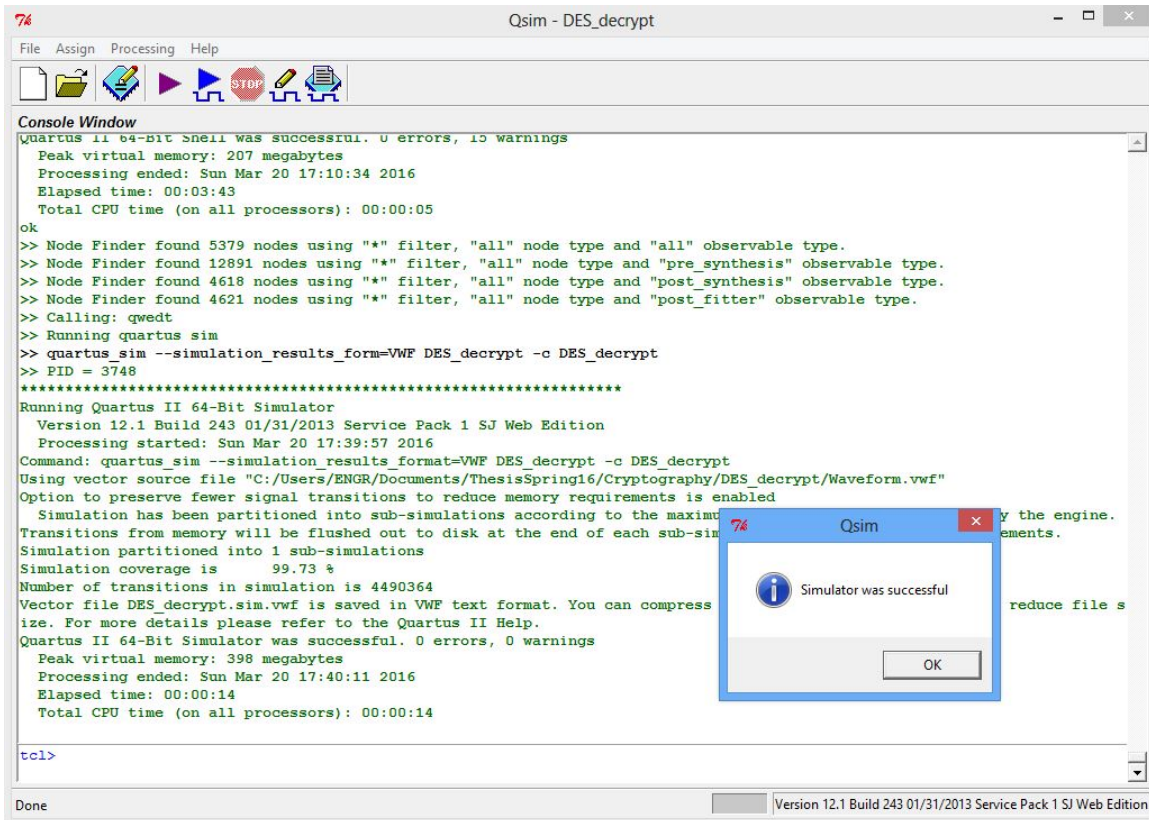 Qsim - DES_decrypt
File Assign Processing Help
STOP
Console Window
Quartus II 64-Bit Shell was successful. 0 errors, 15 warnings
Peak virtual memory: 207 megabytes
Processing ended: Sun Mar 20 17:10:34 2016
Elapsed time: 00:03:43
Total CPU time (on all processors): 00:00:05
ok
>> Node Finder found 5379 nodes using "*" filter, "all" node type and "all" observable type.
>> Node Finder found 12891 nodes using "*" filter, "all" node type and "pre_synthesis" observable type.
>> Node Finder found 4618 nodes using "*" filter, "all" node type and "post_synthesis" observable type.
>> Node Finder found 4621 nodes using "*" filter, "all" node type and "post_fitter" observable type.
>> Calling: qwedt
>> Running quartus sim
>> quartus_sim --simulation_results_form=VWF DES_decrypt -c DES_decrypt
>> PID = 3748
*******************************************************************
Running Quartus II 64-Bit Simulator
Version 12.1 Build 243 01/31/2013 Service Pack 1 SJ Web Edition
Processing started: Sun Mar 20 17:39:57 2016
Command: quartus_sim --simulation_results_format=VWF DES_decrypt -c DES_decrypt
Using vector source file "C:/Users/ENGR/Documents/ThesisSpring16/Cryptography/DES_decrypt/Waveform.vwf"
Option to preserve fewer signal transitions to reduce memory requirements is enabled
Simulation has been partitioned into sub-simulations according to the maximu y the engine.
Transitions from memory will be flushed out to disk at the end of each sub-sim ements.
Simulation partitioned into 1 sub-simulations
Simulation coverage is 99.73 %
Number of transitions in simulation is 4490364
Vector file DES_decrypt.sim.vwf is saved in VWF text format. You can compress reduce file s
ize. For more details please refer to the Quartus II Help.
Quartus II 64-Bit Simulator was successful. 0 errors, 0 warnings
Peak virtual memory: 398 megabytes
Processing ended: Sun Mar 20 17:40:11 2016
Elapsed time: 00:00:14
Total CPU time (on all processors): 00:00:14
Qsim
Simulator was successful
OK
tcl>
Done
Version 12.1 Build 243 01/31/2013 Service Pack 1 SJ Web Edition